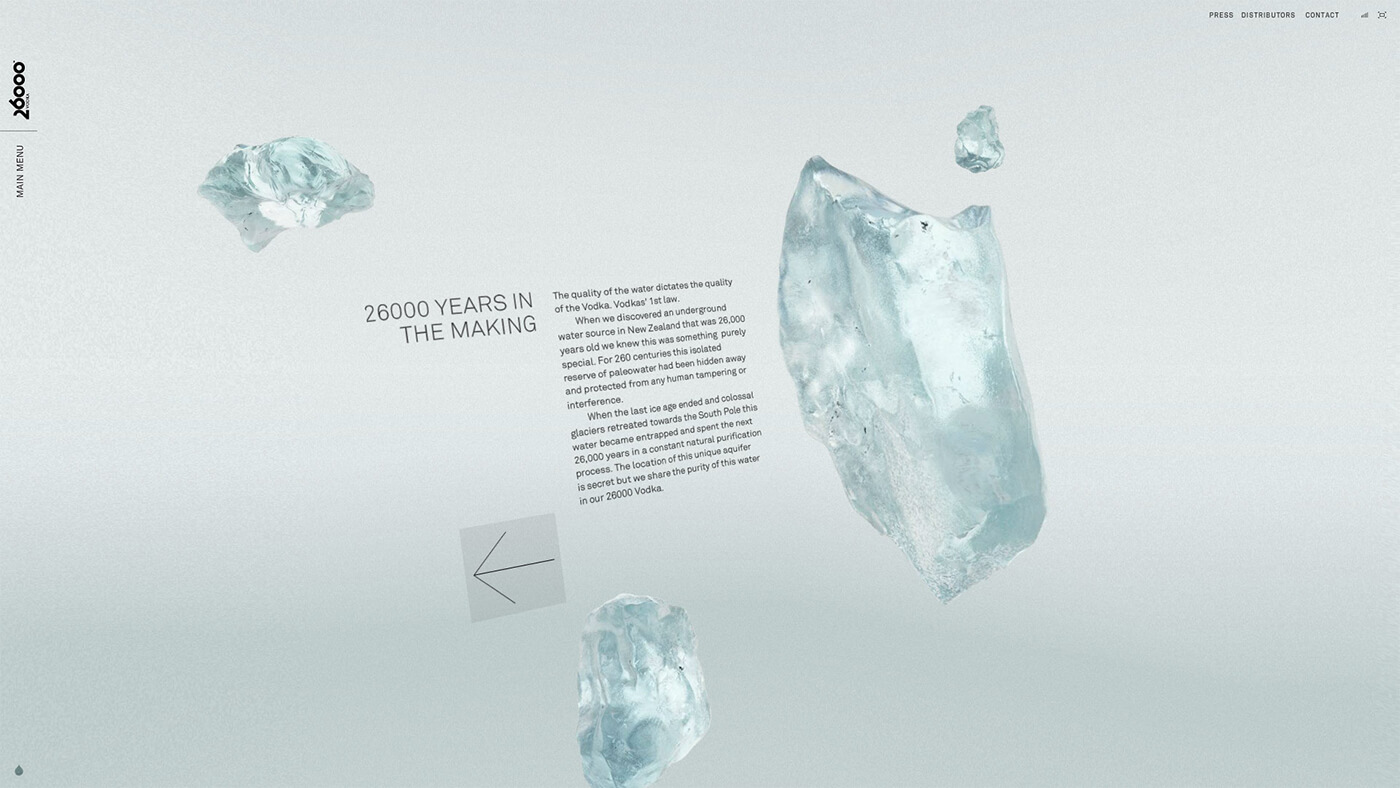 PRESS DISTRIBUTORS CONTACT
26000
VODKA
MAIN MENU
26000 YEARS IN
THE MAKING
The quality of the water dictates the quality
of the Vodka. Vodkas' 1st law.
When we discovered an underground
water source in New Zealand that was 26,000
years old we knew this was something purely
special. For 260 centuries this isolated
reserve of paleowater had been hidden away
and protected from any human tampering or
interference.
When the last ice age ended and colossal
glaciers retreated towards the South Pole this
water became entrapped and spent the next
26,000 years in a constant natural purification
process. The location of this unique aquifer
is secret but we share the purity of this water
in our 26000 Vodka.